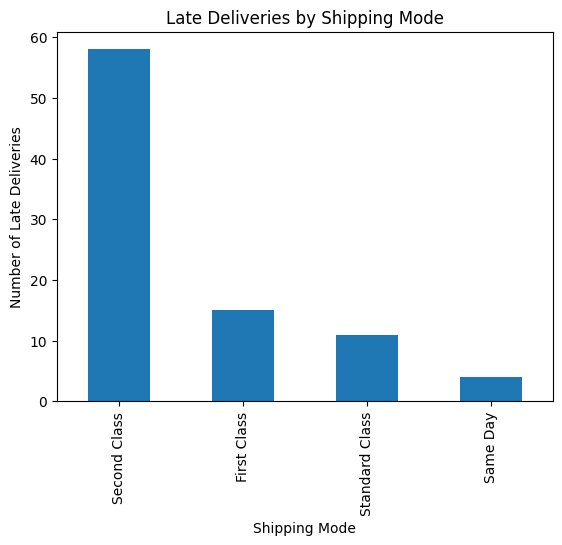 Late Deliveries by Shipping Mode
Number of Late Deliveries
60
50
40
30
20
10
0
Second Class
First Class
Standard Class
Same Day
Shipping Mode